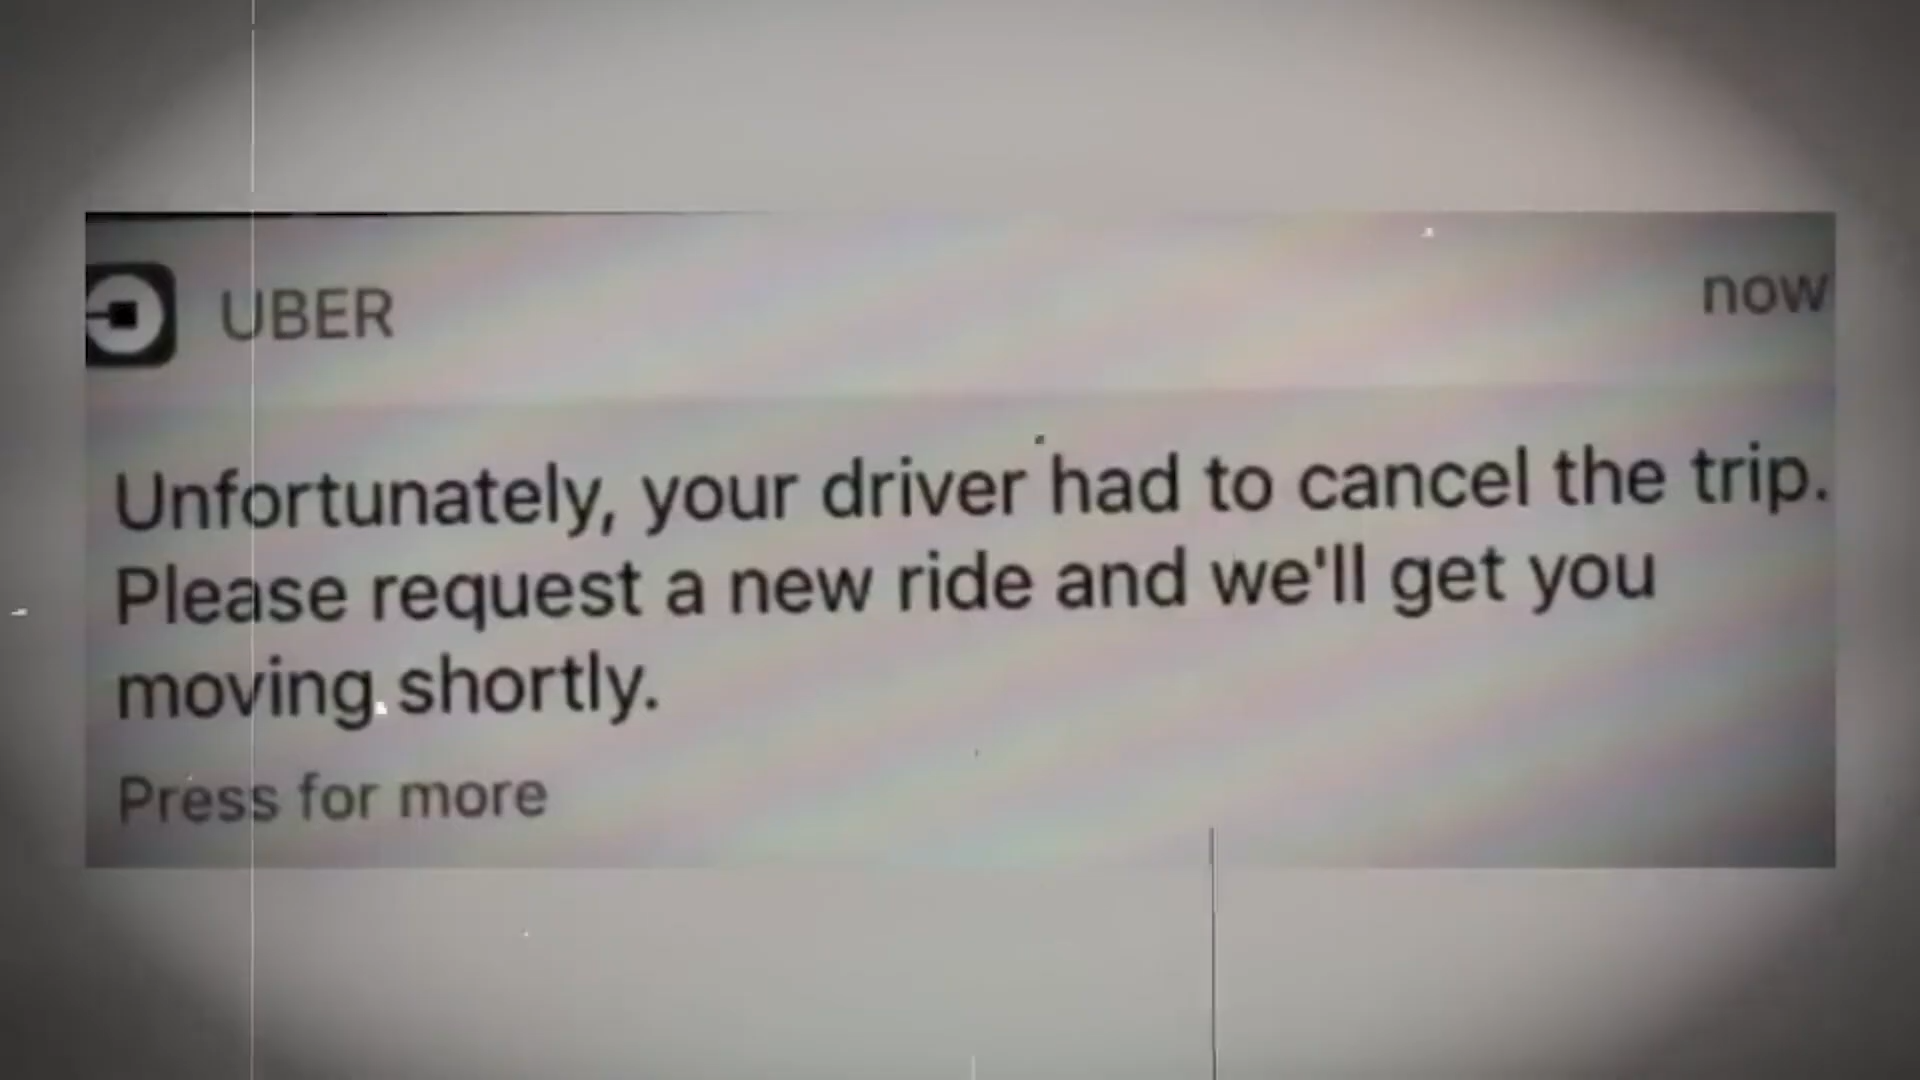 UBER now
Unfortunately, your driver had to cancel the trip.
Please request a new ride and we'll get you
moving shortly.
Press for more